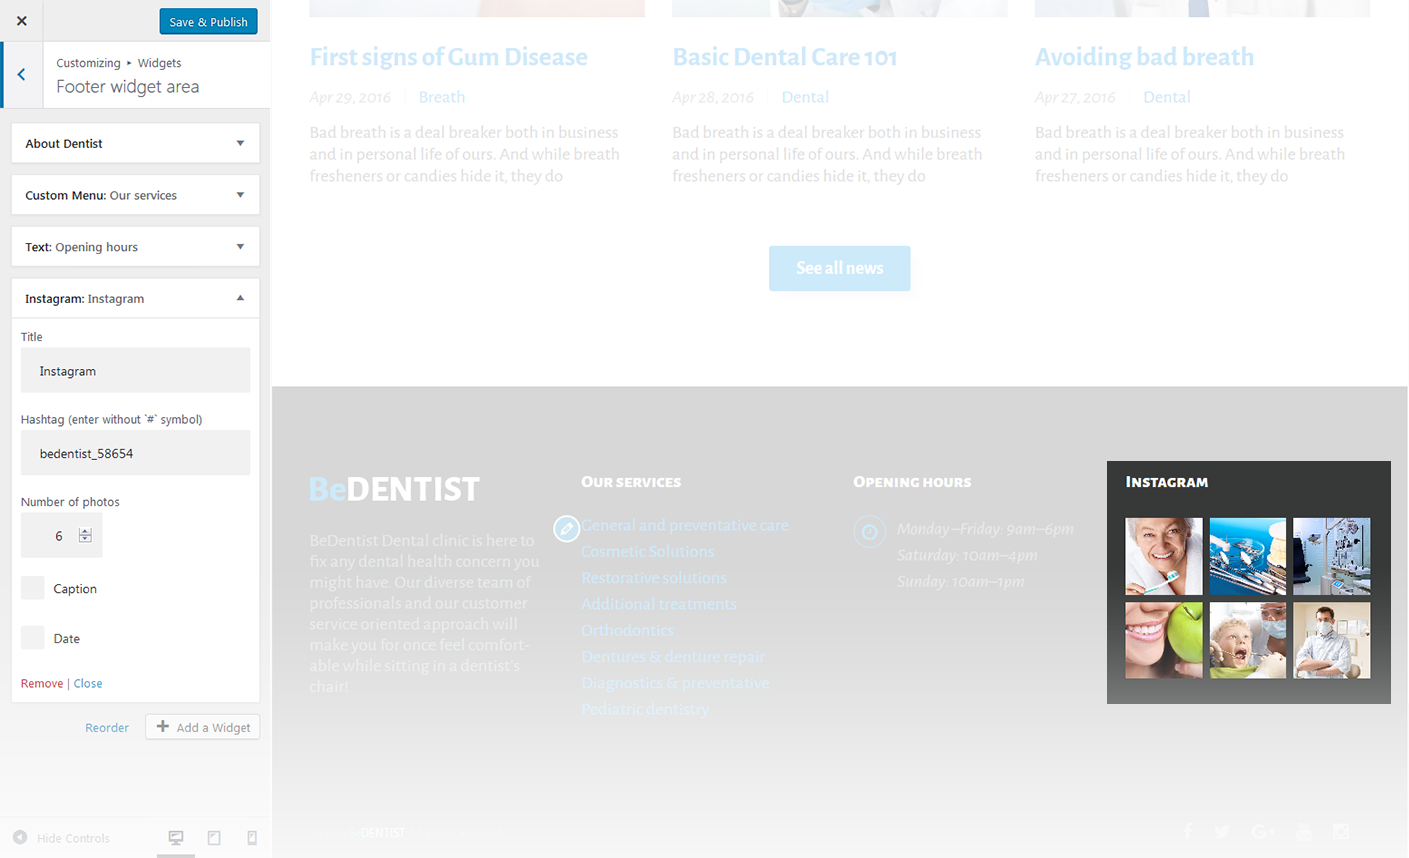 Save & Publish
Customizing ▸ Widgets
Footer widget area
About Dentist
Custom Menu: Our services
Text: Opening hours
Instagram: Instagram
Title
Instagram
Hashtag (enter without `#` symbol)
bedentist_58654
Number of photos
6
Caption
Date
Remove | Close
Reorder
Add a Widget
Hide Controls
First signs of Gum Disease
Apr 29, 2016
Breath
Bad breath is a deal breaker both in business
and in personal life of ours. And while breath
fresheners or candies hide it, they do
Basic Dental Care 101
Apr 28, 2016
Dental
Bad breath is a deal breaker both in business
and in personal life of ours. And while breath
fresheners or candies hide it, they do
Avoiding bad breath
Apr 27, 2016
Dental
Bad breath is a deal breaker both in business
and in personal life of ours. And while breath
fresheners or candies hide it, they do
See all news
BeDENTIST
BeDentist Dental clinic is here to
fix any dental health concern you
might have. Our diverse team of
professionals and our customer
service oriented approach will
make you for once feel comfort-
able while sitting in a dentist's
chair!
Our services
General and preventative care
Cosmetic Solutions
Restorative solutions
Additional treatments
Orthodontics
Dentures & denture repair
Diagnostics & preventative
Pediatric dentistry
Opening hours
Monday–Friday: 9am–6pm
Saturday: 10am–4pm
Sunday: 10am–1pm
Instagram
BeDENTIST